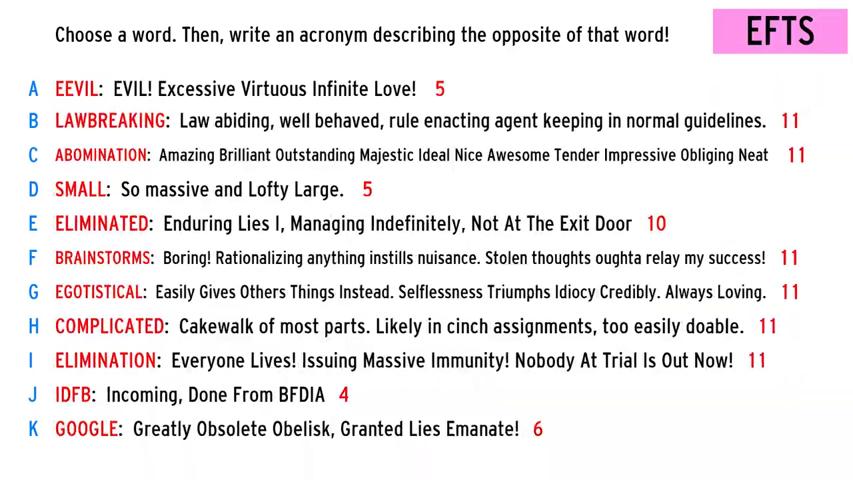 Choose a word. Then, write an acronym describing the opposite of that word!
EFTS
A EEVIL: EVIL! Excessive Virtuous Infinite Love! 5
B LAWBREAKING: Law abiding, well behaved, rule enacting agent keeping in normal guidelines. 11
C ABOMINATION: Amazing Brilliant Outstanding Majestic Ideal Nice Awesome Tender Impressive Obliging Neat 11
D SMALL: So massive and Lofty Large. 5
E ELIMINATED: Enduring Lies I, Managing Indefinitely, Not At The Exit Door 10
F BRAINSTORMS: Boring! Rationalizing anything instills nuisance. Stolen thoughts oughta relay my success! 11
G EGOTISTICAL: Easily Gives Others Things Instead. Selflessness Triumphs Idiocy Credibly. Always Loving. 11
H COMPLICATED: Cakewalk of most parts. Likely in cinch assignments, too easily doable. 11
I ELIMINATION: Everyone Lives! Issuing Massive Immunity! Nobody At Trial Is Out Now! 11
J IDFB: Incoming, Done From BFDIA 4
K GOOGLE: Greatly Obsolete Obelisk, Granted Lies Emanate! 6